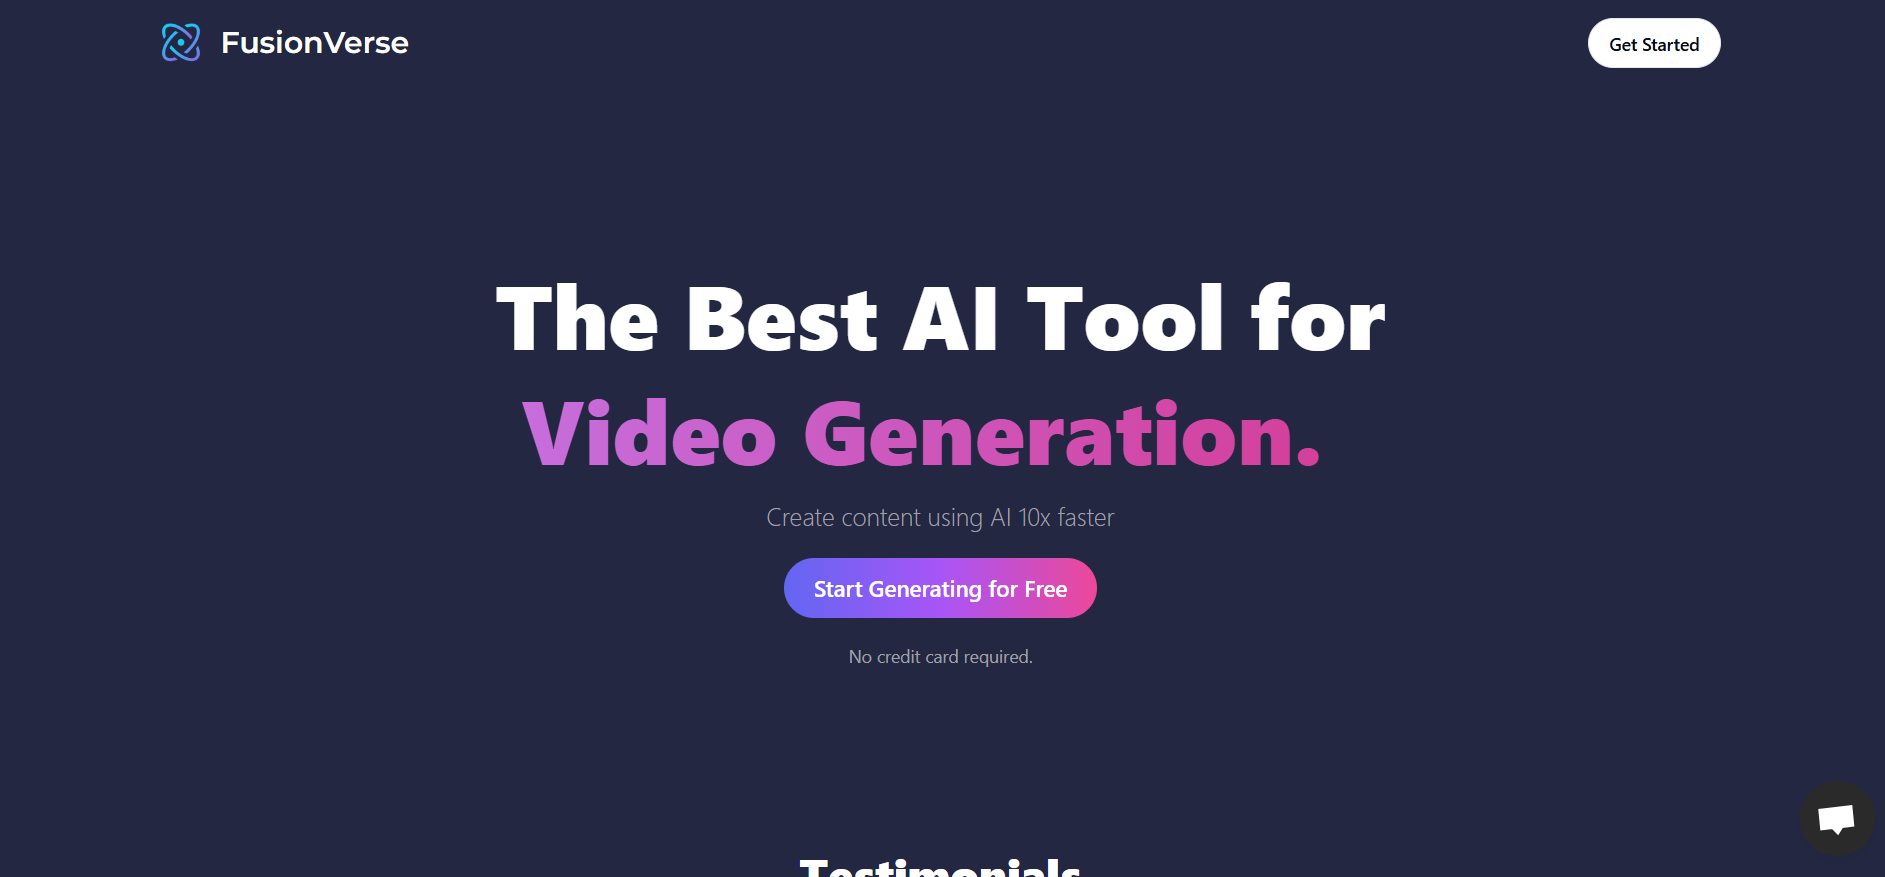 FusionVerse
Get Started
The Best AI Tool for
Video Generation.
Create content using AI 10x faster
Start Generating for Free
No credit card required.
Testimonials